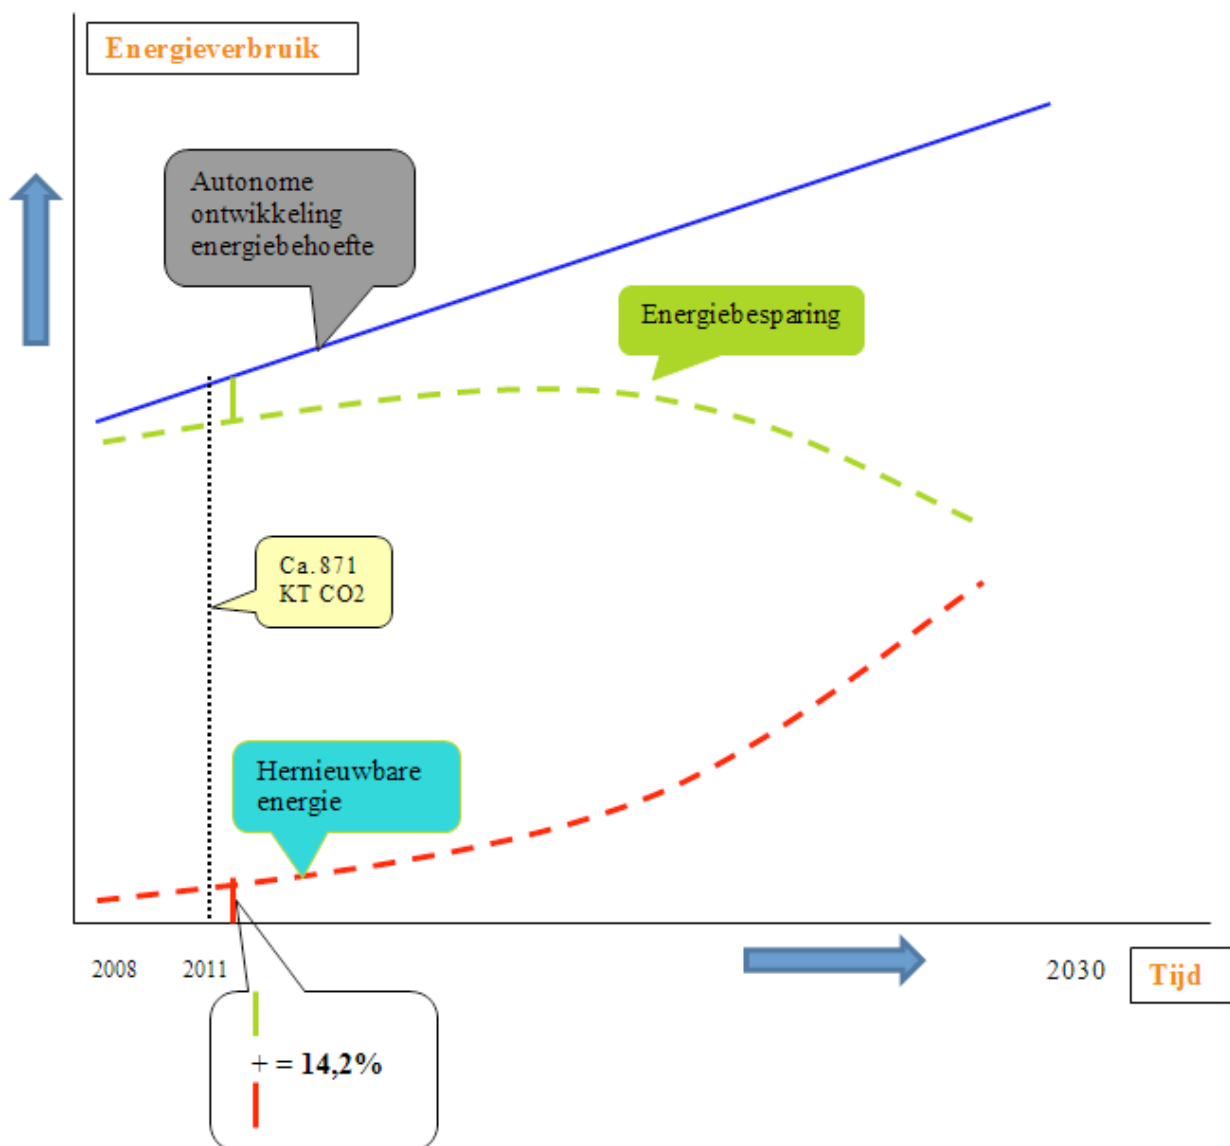 Energieverbruik
Autonome
ontwikkeling
energiebehoefte
Energiebesparing
Ca. 871
KT CO2
Hernieuwbare
energie
2008
2011
2030
Tijd
+ = 14,2%